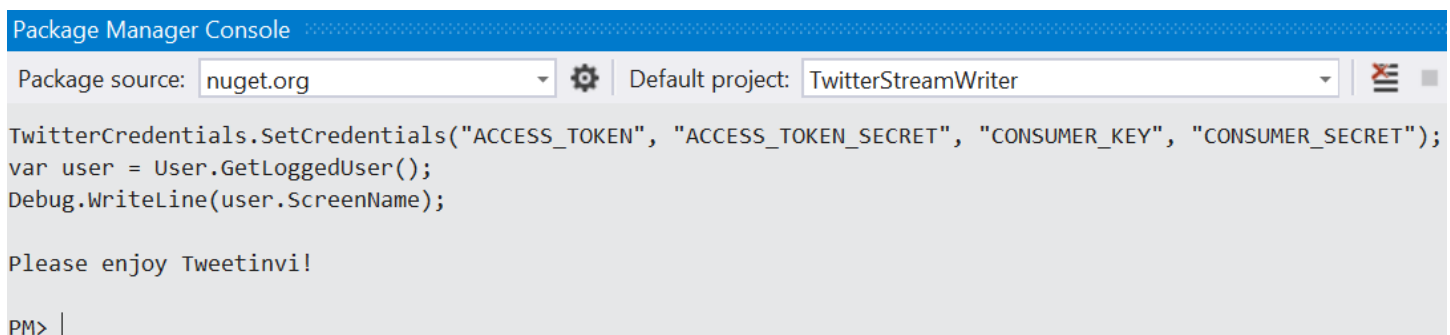 Package Manager Console
Package source: nuget.org Default project: TwitterStreamWriter
TwitterCredentials.SetCredentials("ACCESS_TOKEN", "ACCESS_TOKEN_SECRET", "CONSUMER_KEY", "CONSUMER_SECRET");
var user = User.GetLoggedUser();
Debug.WriteLine(user.ScreenName);
Please enjoy Tweetinvi!
PM>